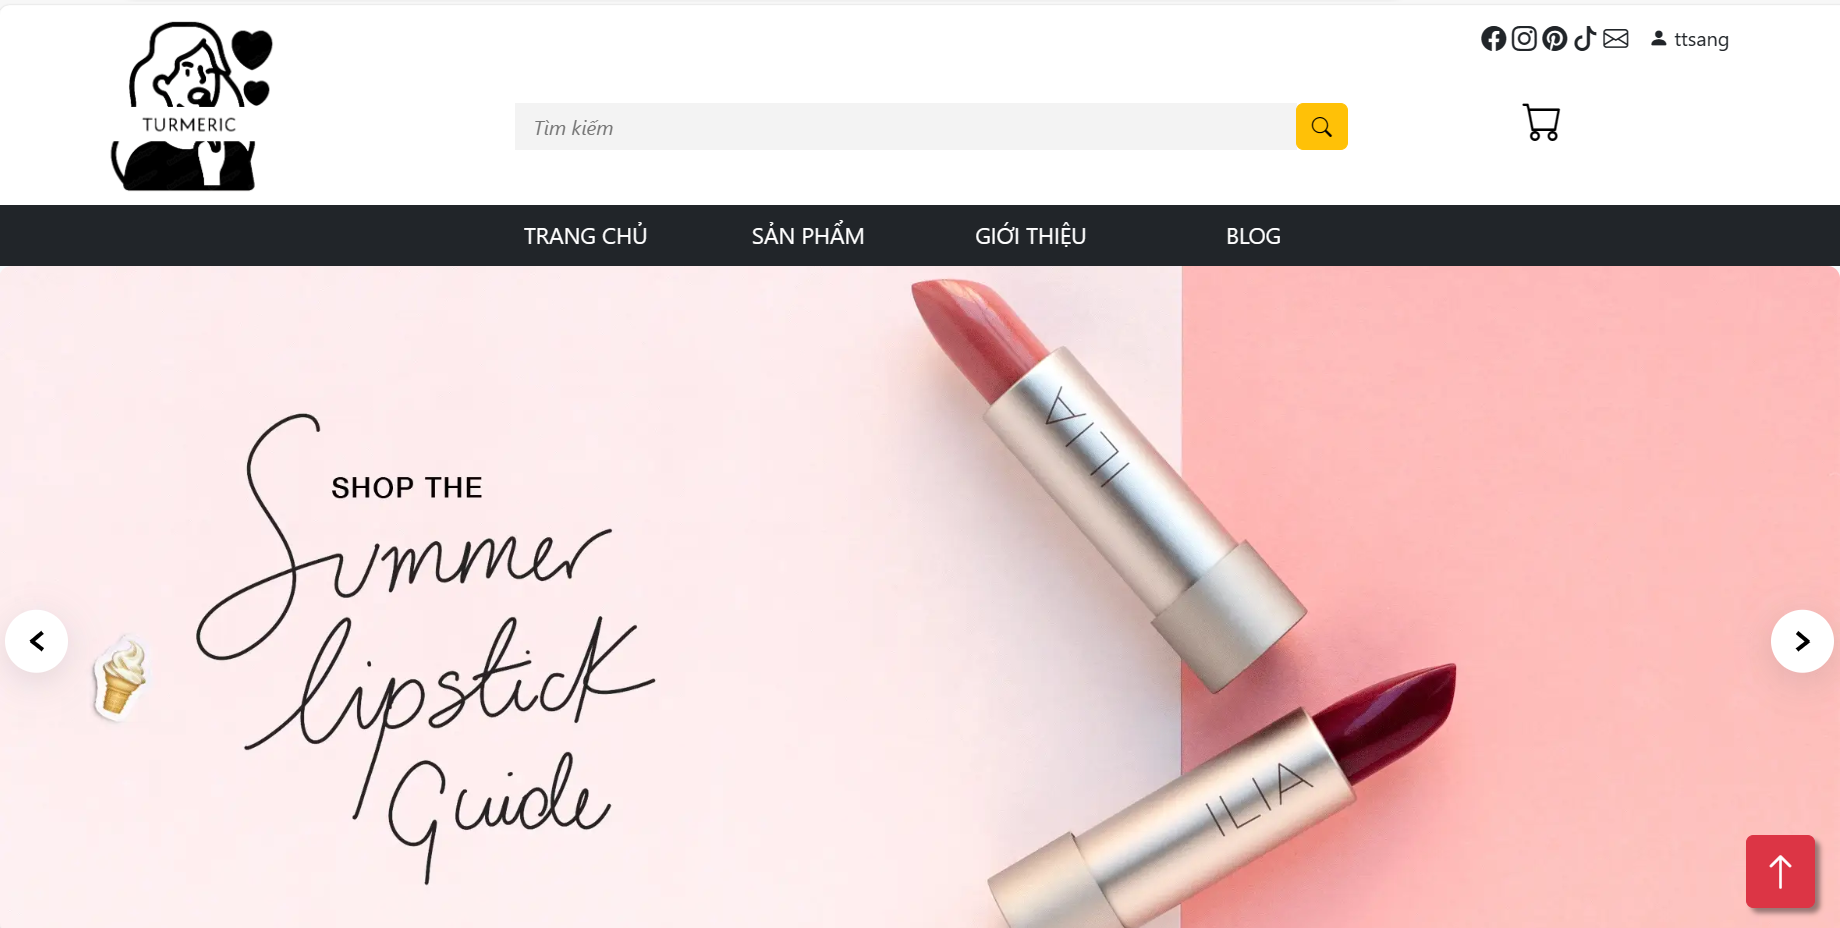 ttsang
TURMERIC
Tìm kiếm
TRANG CHỦ
SẢN PHẨM
GIỚI THIỆU
BLOG
SHOP THE
Summer
lipstick
Guide
ILIA
ILIA